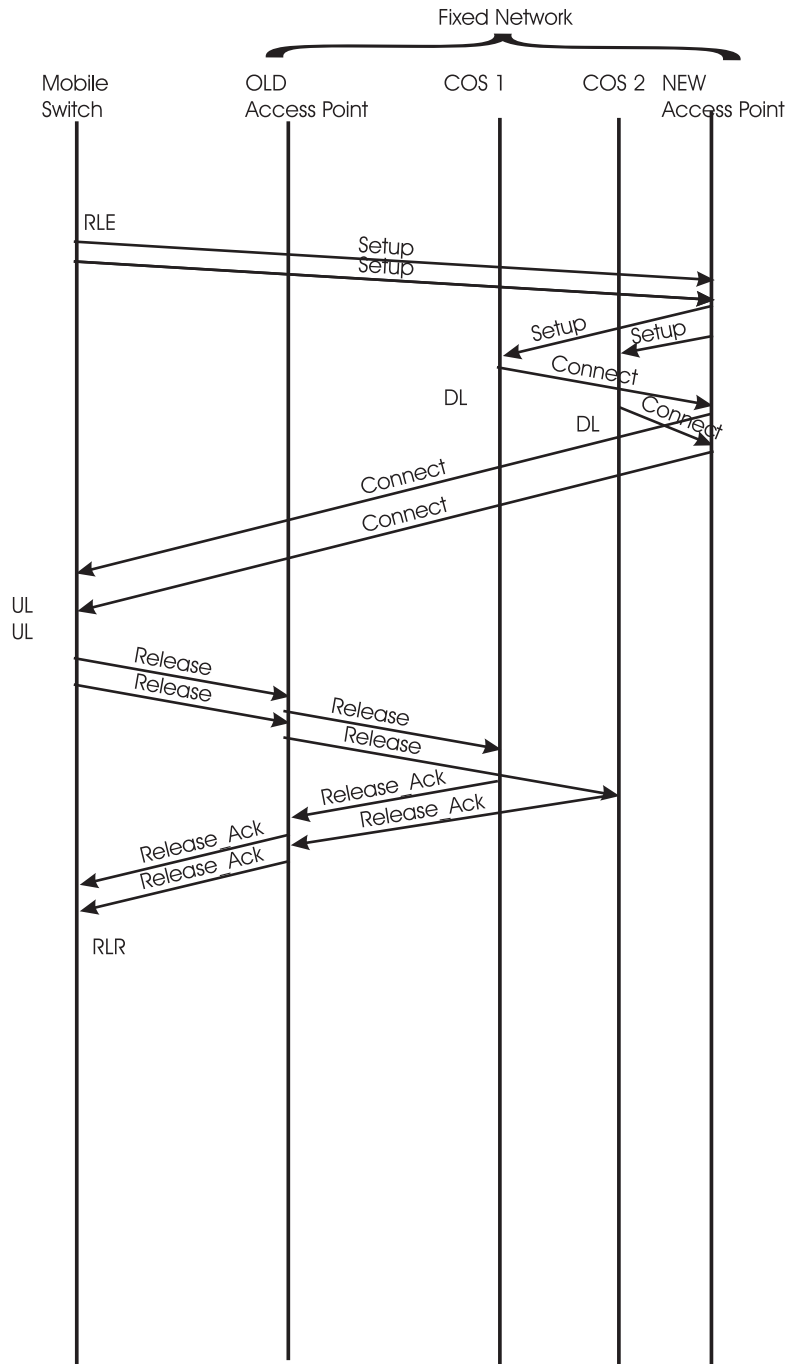 Fixed Network
Mobile
Switch
OLD
Access Point
COS 1
COS 2
NEW
Access Point
RLE
Setup
Setup
Setup
Setup
Connect
DL
Connect
DL
Connect
Connect
UL
UL
Release
Release
Release
Release
Release_Ack
Release_Ack
Release_Ack
Release_Ack
RLR